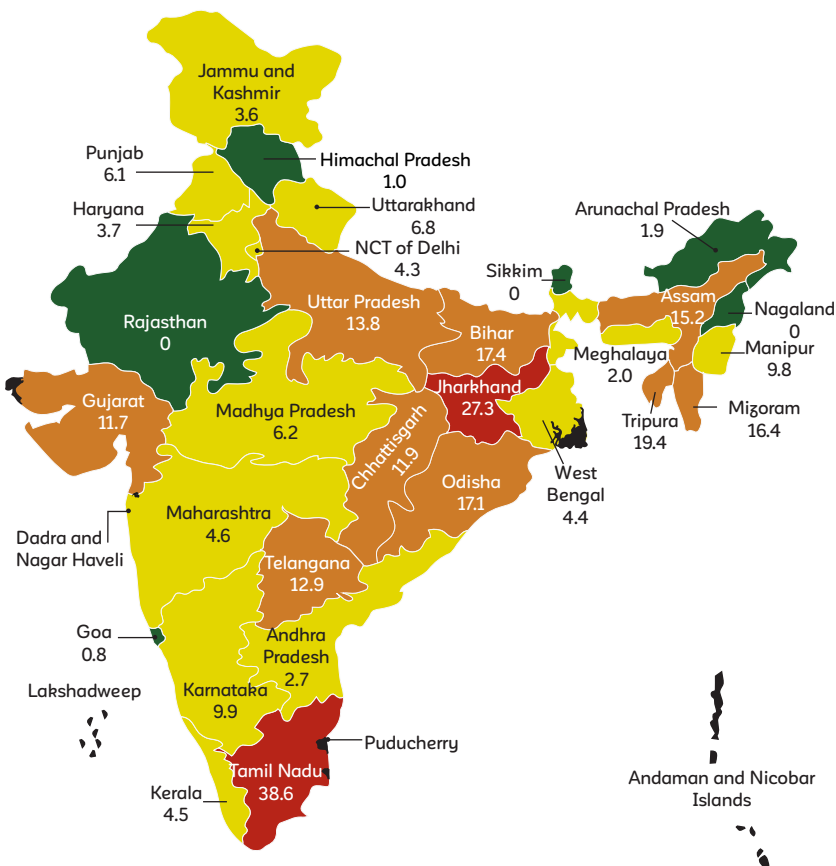 Jammu and
Kashmir
3.6
Punjab
6.1
Himachal Pradesh
1.0
Haryana
3.7
Uttarakhand
6.8
NCT of Delhi
4.3
Arunachal Pradesh
1.9
Sikkim
0
Rajasthan
0
Uttar Pradesh
13.8
Bihar
17.4
Assam
15.2
Nagaland
0
Meghalaya
2.0
Manipur
9.8
Gujarat
11.7
Madhya Pradesh
6.2
Jharkhand
27.3
Chhattisgarh
11.9
Tripura
19.4
Mizoram
16.4
West
Bengal
4.4
Odisha
17.1
Dadra and
Nagar Haveli
Maharashtra
4.6
Telangana
12.9
Goa
0.8
Andhra
Pradesh
2.7
Lakshadweep
Karnataka
9.9
Puducherry
Tamil Nadu
38.6
Kerala
4.5
Andaman and Nicobar
Islands